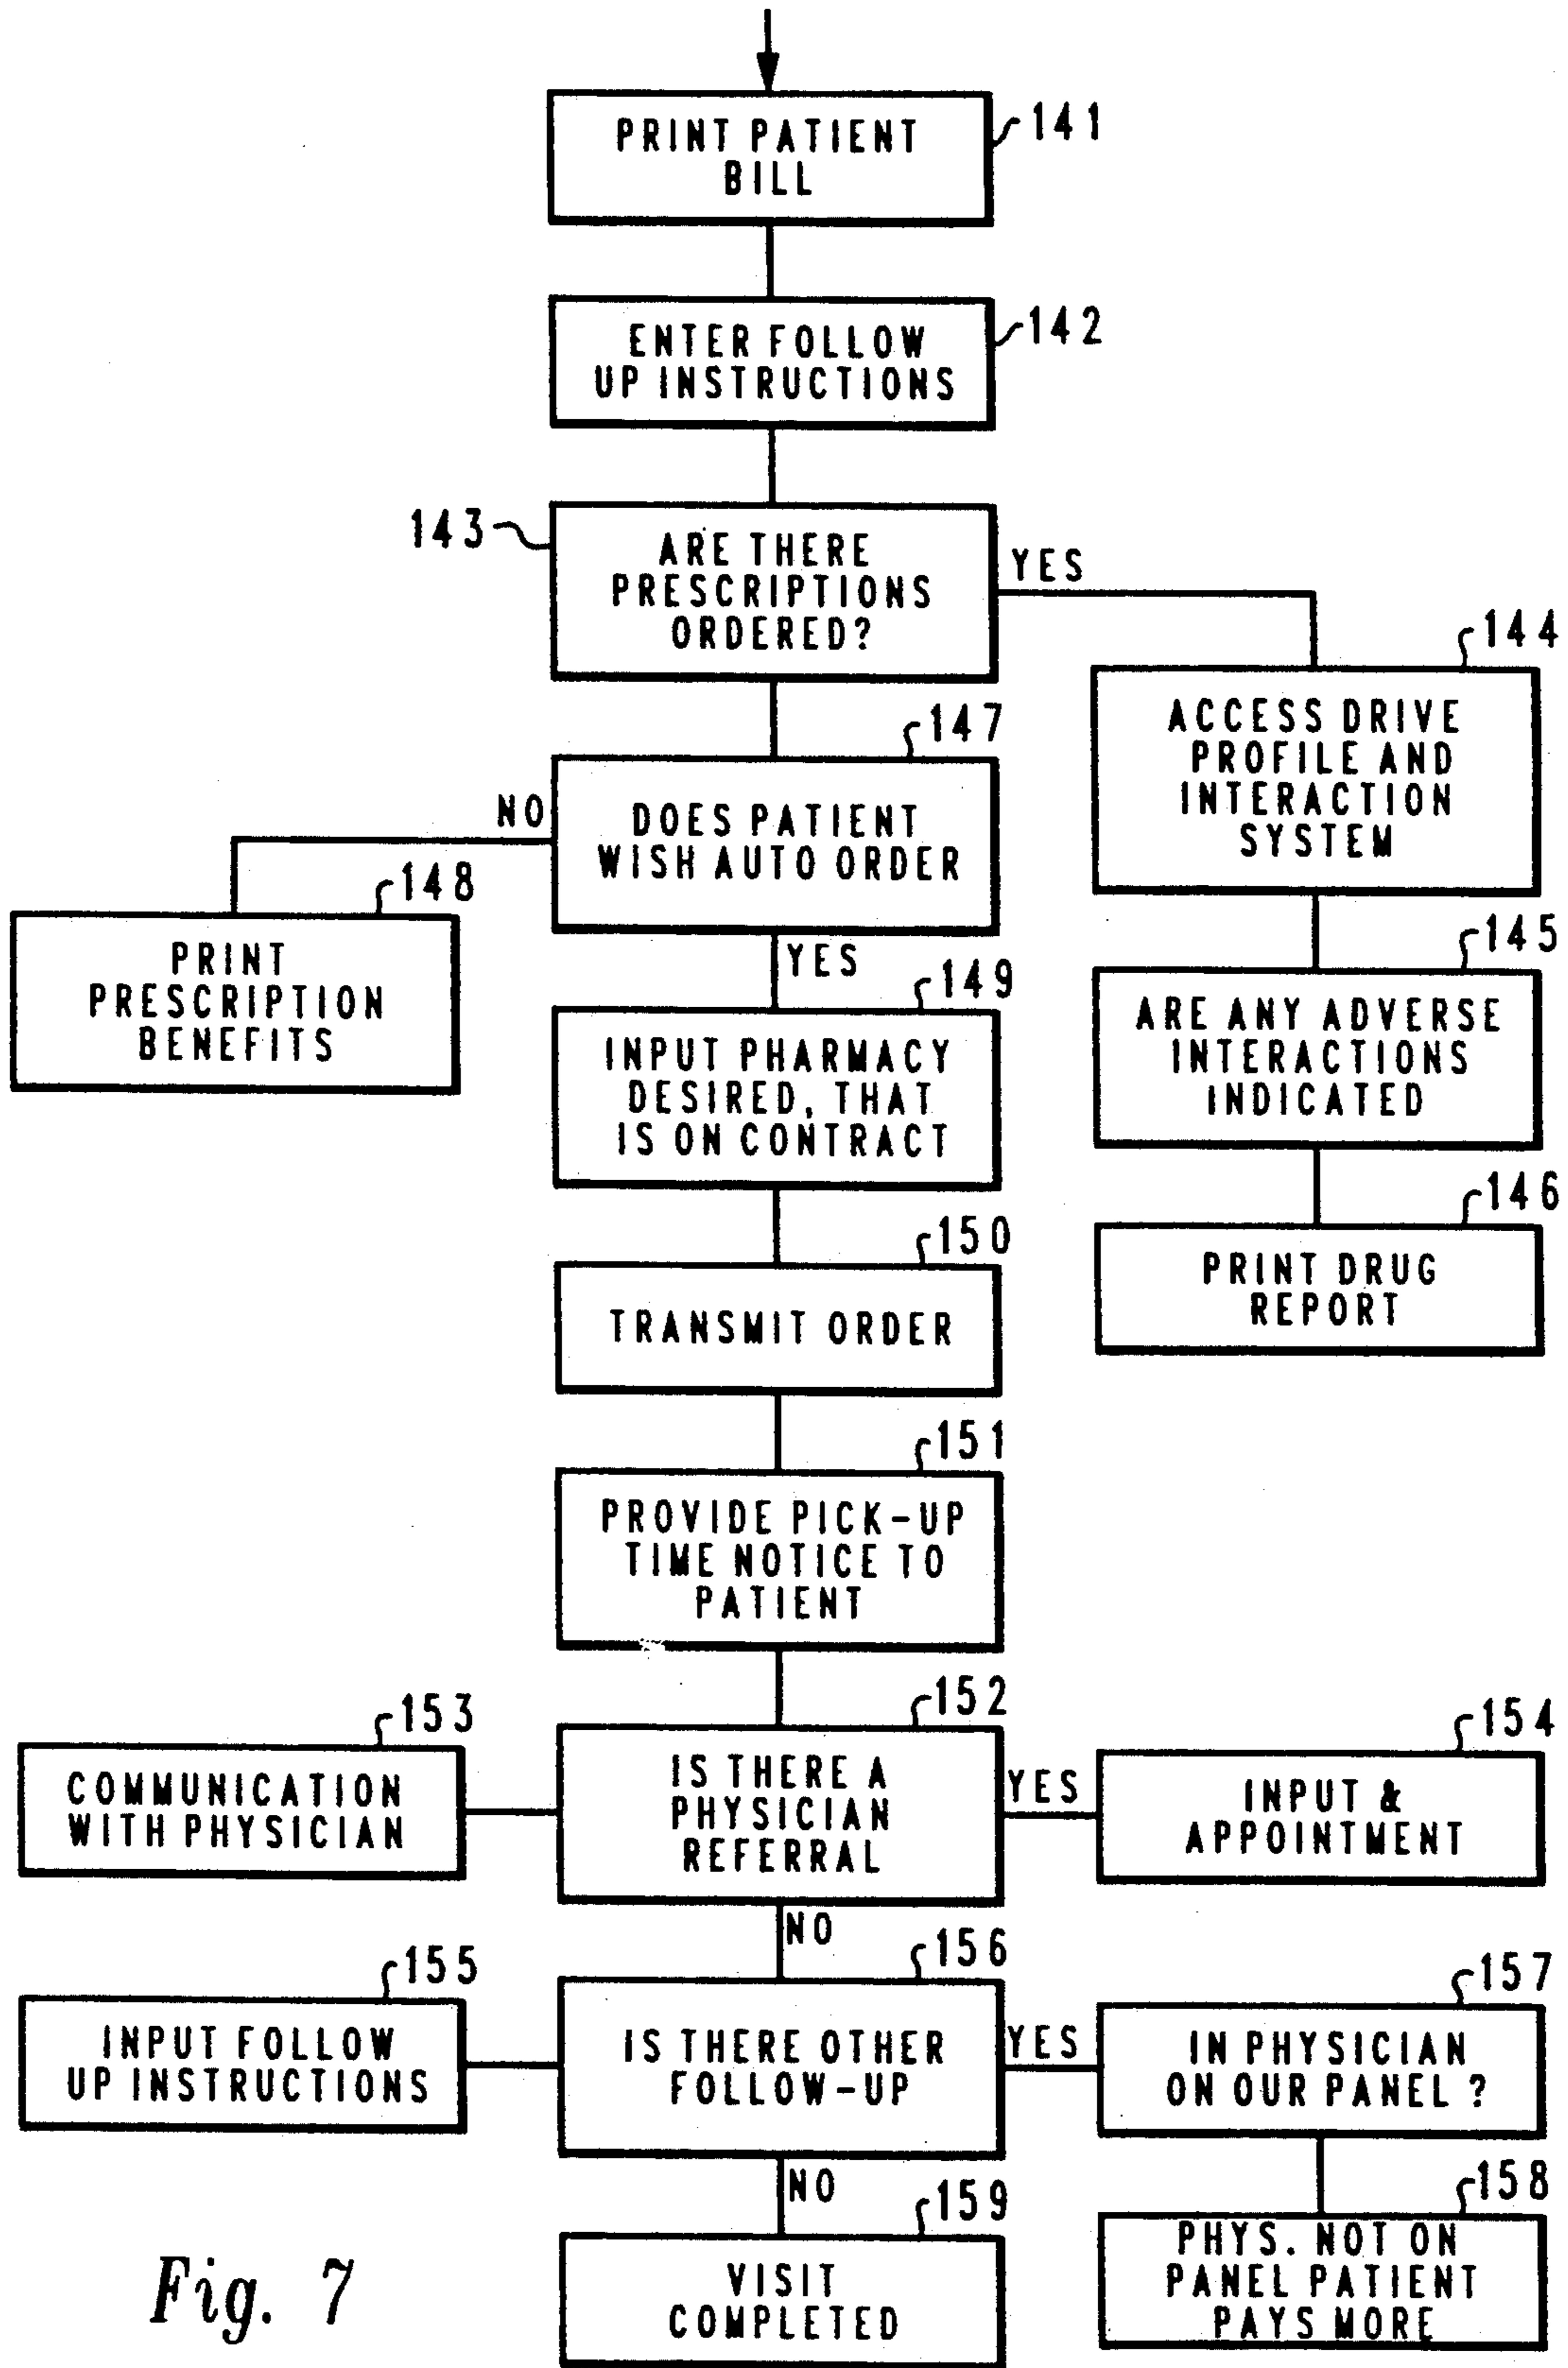 PRINT PATIENT
BILL
141
ENTER FOLLOW
UP INSTRUCTIONS
142
143
ARE THERE
PRESCRIPTIONS
ORDERED?
YES
144
ACCESS DRIVE
PROFILE AND
INTERACTION
SYSTEM
147
NO
DOES PATIENT
WISH AUTO ORDER
148
PRINT
PRESCRIPTION
BENEFITS
YES
145
ARE ANY ADVERSE
INTERACTIONS
INDICATED
149
INPUT PHARMACY
DESIRED, THAT
IS ON CONTRACT
146
PRINT DRUG
REPORT
150
TRANSMIT ORDER
151
PROVIDE PICK-UP
TIME NOTICE TO
PATIENT
153
COMMUNICATION
WITH PHYSICIAN
152
IS THERE A
PHYSICIAN
REFERRAL
YES
154
INPUT &
APPOINTMENT
NO
155
INPUT FOLLOW
UP INSTRUCTIONS
156
IS THERE OTHER
FOLLOW-UP
YES
157
IN PHYSICIAN
ON OUR PANEL ?
NO
158
PHYS. NOT ON
PANEL PATIENT
PAYS MORE
159
VISIT
COMPLETED
Fig. 7